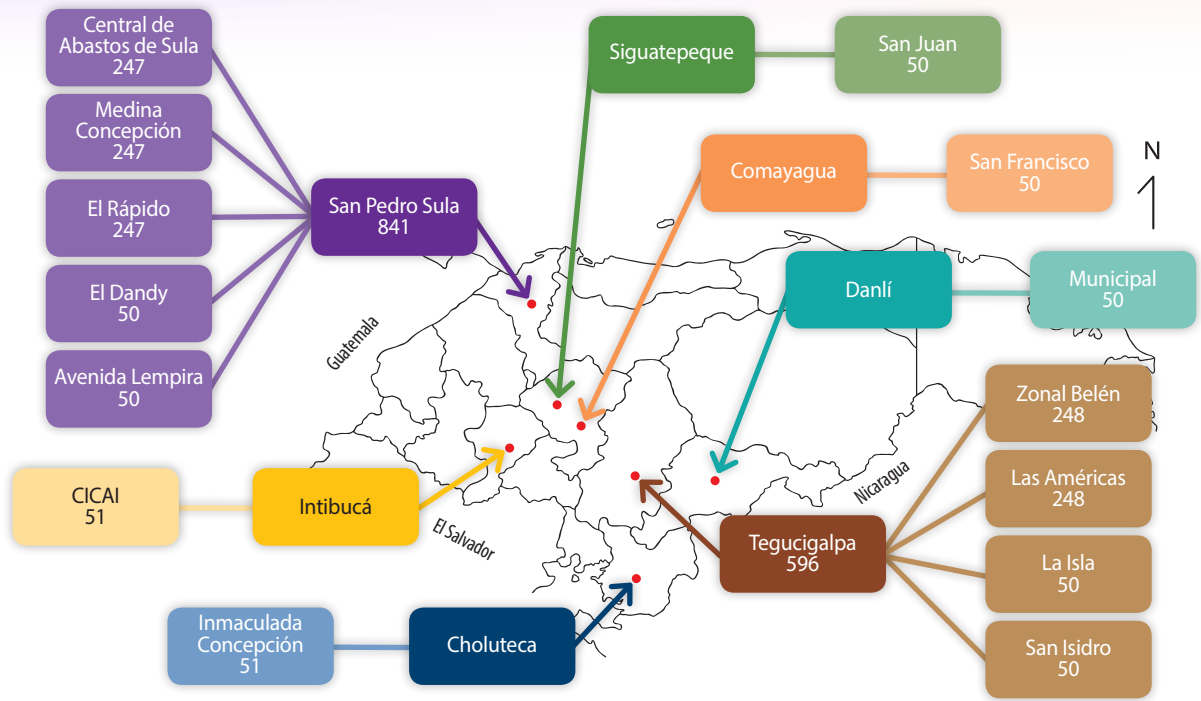 Central de
Abastos de Sula
247
Medina
Concepción
247
El Rápido
247
El Dandy
50
Avenida Lempira
50
San Pedro Sula
841
Siguatepeque
San Juan
50
Comayagua
San Francisco
50
N
Danlí
Municipal
50
Guatemala
Zonal Belén
248
Las Américas
248
La Isla
50
San Isidro
50
Tegucigalpa
596
Nicaragua
CICAI
51
Intibucá
El Salvador
Inmaculada
Concepción
51
Choluteca